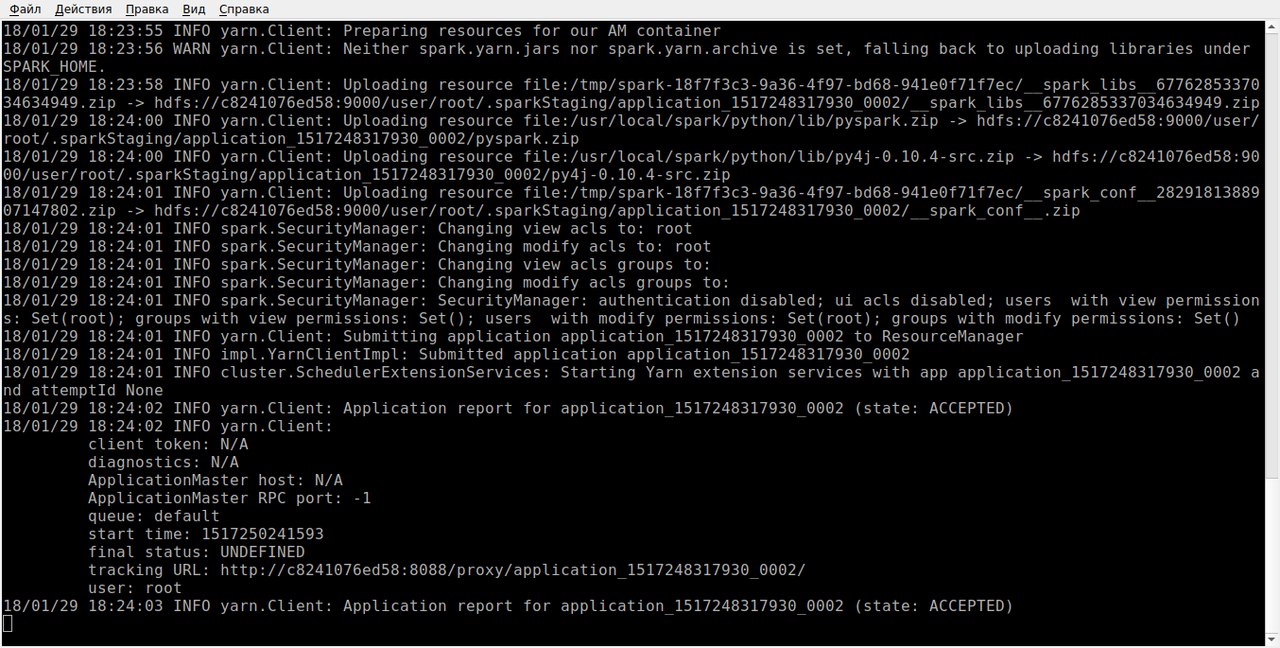 Файл Действия Правка Вид Справка
18/01/29 18:23:55 INFO yarn.Client: Preparing resources for our AM container
18/01/29 18:23:56 WARN yarn.Client: Neither spark.yarn.jars nor spark.yarn.archive is set, falling back to uploading libraries under
SPARK_HOME.
18/01/29 18:23:58 INFO yarn.Client: Uploading resource file:/tmp/spark-18f7f3c3-9a36-4f97-bd68-941e0f71f7ec/__spark_libs__67762853370
34634949.zip -> hdfs://c8241076ed58:9000/user/root/.sparkStaging/application_1517248317930_0002/__spark_libs__6776285337034634949.zip
18/01/29 18:24:00 INFO yarn.Client: Uploading resource file:/usr/local/spark/python/lib/pyspark.zip -> hdfs://c8241076ed58:9000/user/
root/.sparkStaging/application_1517248317930_0002/pyspark.zip
18/01/29 18:24:00 INFO yarn.Client: Uploading resource file:/usr/local/spark/python/lib/py4j-0.10.4-src.zip -> hdfs://c8241076ed58:90
00/user/root/.sparkStaging/application_1517248317930_0002/py4j-0.10.4-src.zip
18/01/29 18:24:01 INFO yarn.Client: Uploading resource file:/tmp/spark-18f7f3c3-9a36-4f97-bd68-941e0f71f7ec/__spark_conf__28291813889
07147802.zip -> hdfs://c8241076ed58:9000/user/root/.sparkStaging/application_1517248317930_0002/__spark_conf__.zip
18/01/29 18:24:01 INFO spark.SecurityManager: Changing view acls to: root
18/01/29 18:24:01 INFO spark.SecurityManager: Changing modify acls to: root
18/01/29 18:24:01 INFO spark.SecurityManager: Changing view acls groups to:
18/01/29 18:24:01 INFO spark.SecurityManager: Changing modify acls groups to:
18/01/29 18:24:01 INFO spark.SecurityManager: SecurityManager: authentication disabled; ui acls disabled; users  with view permission
s: Set(root); groups with view permissions: Set(); users  with modify permissions: Set(root); groups with modify permissions: Set()
18/01/29 18:24:01 INFO yarn.Client: Submitting application application_1517248317930_0002 to ResourceManager
18/01/29 18:24:01 INFO impl.YarnClientImpl: Submitted application application_1517248317930_0002
18/01/29 18:24:01 INFO cluster.SchedulerExtensionServices: Starting Yarn extension services with app application_1517248317930_0002 a
nd attemptId None
18/01/29 18:24:02 INFO yarn.Client: Application report for application_1517248317930_0002 (state: ACCEPTED)
18/01/29 18:24:02 INFO yarn.Client:
client token: N/A
diagnostics: N/A
ApplicationMaster host: N/A
ApplicationMaster RPC port: -1
queue: default
start time: 1517250241593
final status: UNDEFINED
tracking URL: http://c8241076ed58:8088/proxy/application_1517248317930_0002/
user: root
18/01/29 18:24:03 INFO yarn.Client: Application report for application_1517248317930_0002 (state: ACCEPTED)